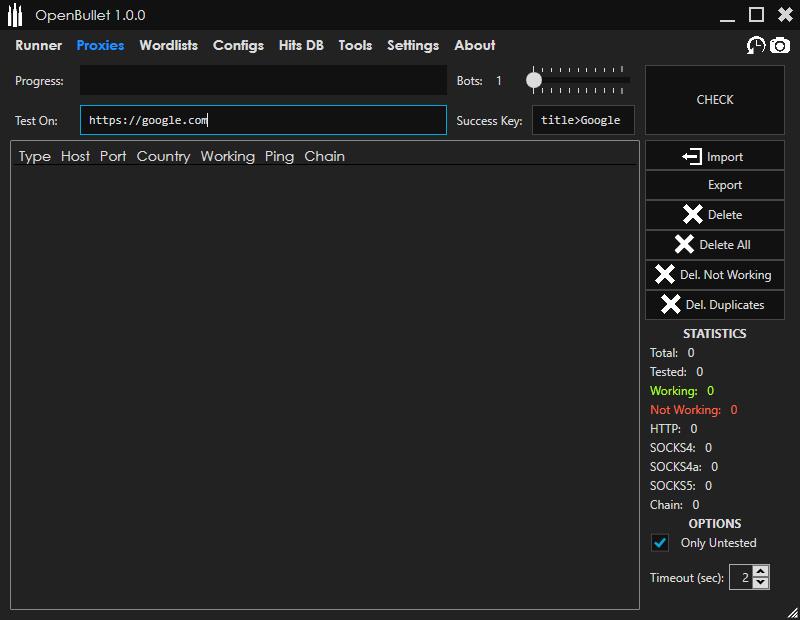 OpenBullet 1.0.0
Runner Proxies Wordlists Configs Hits DB Tools Settings About
Progress: Bots: 1
CHECK
Test On: https://google.com Success Key: title>Google
Type Host Port Country Working Ping Chain
Import
Export
Delete
Delete All
Del. Not Working
Del. Duplicates
STATISTICS
Total: 0
Tested: 0
Working: 0
Not Working: 0
HTTP: 0
SOCKS4: 0
SOCKS4a: 0
SOCKS5: 0
Chain: 0
OPTIONS
Only Untested
Timeout (sec): 2